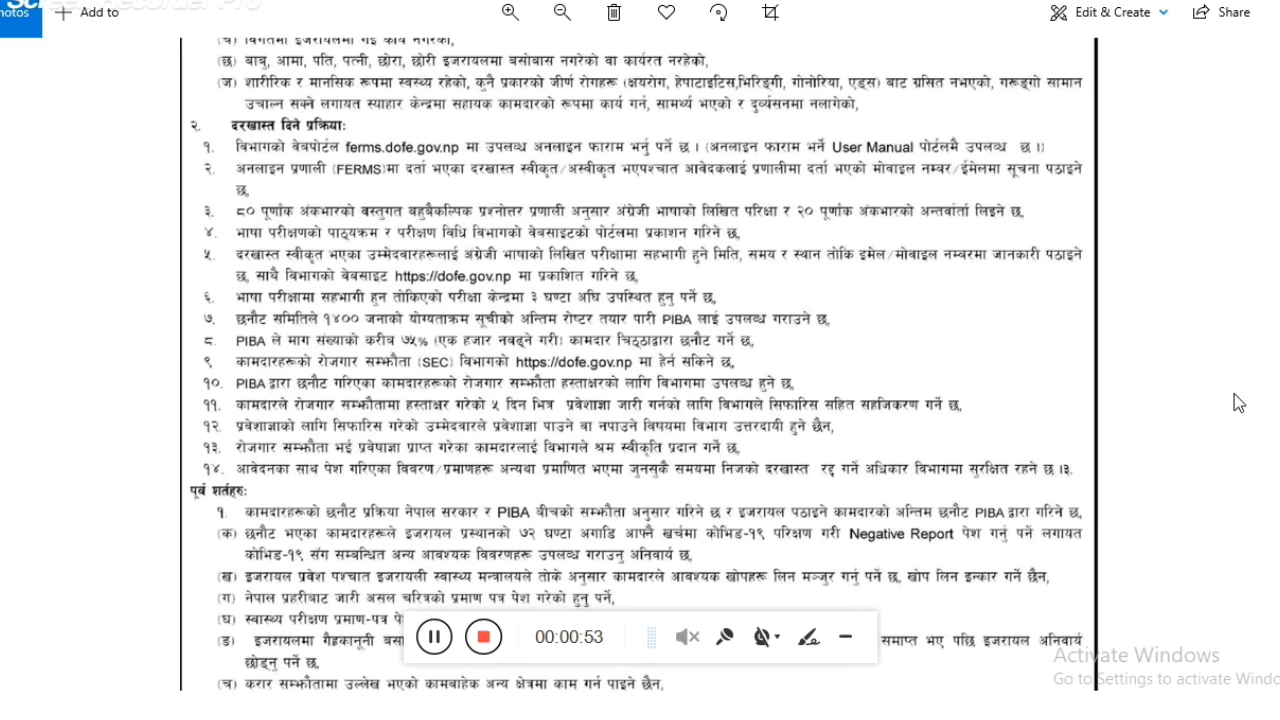 Photos
Add to
Edit & Create
Share
(च) विगतमा इजरायलमा गई कार्य नगरेको,
(छ) बाबु, आमा, पति, पत्नी, छोरा, छोरी इजरायलमा बसोबास नगरेको वा कार्यरत नरहेको,
(ज) शारीरिक र मानसिक रूपमा स्वस्थ्य रहेको, कुनै प्रकारको जीर्ण रोगहरू (क्षयरोग, हेपाटाइटिस,भिरिङ्गी, गोनोरिया, एड्स) बाट ग्रसित नभएको, गरूङ्गो सामान
उचाल्न सक्ने लगायत स्याहार केन्द्रमा सहायक कामदारको रूपमा कार्य गर्न, सामर्थ्य भएको र दुर्व्यसनमा नलागेको,
२. दरखास्त दिने प्रक्रियाः
१. विभागको वेबपोर्टल ferms.dofe.gov.np मा उपलब्ध अनलाइन फाराम भर्नु पर्ने छ । (अनलाइन फाराम भर्ने User Manual पोर्टलमै उपलब्ध छ ।)
२. अनलाइन प्रणाली (FERMS)मा दर्ता भएका दरखास्त स्वीकृत/अस्वीकृत भएपश्चात आवेदकलाई प्रणालीमा दर्ता भएको मोवाइल नम्बर/ईमेलमा सूचना पठाइने
छ,
३. ८० पूर्णांक अंकभारको वस्तुगत बहुबैकल्पिक प्रश्नोत्तर प्रणाली अनुसार अंग्रेजी भाषाको लिखित परिक्षा र २० पूर्णांक अंकभारको अन्तर्वार्ता लिइने छ,
४. भाषा परीक्षणको पाठ्यक्रम र परीक्षण विधि विभागको वेबसाइटको पोर्टलमा प्रकाशन गरिने छ,
५. दरखास्त स्वीकृत भएका उम्मेदवारहरूलाई अंग्रेजी भाषाको लिखित परीक्षामा सहभागी हुने मिति, समय र स्थान तोकि इमेल/मोवाइल नम्बरमा जानकारी पठाइने
छ, साथै विभागको वेबसाइट https://dofe.gov.np मा प्रकाशित गरिने छ,
६. भाषा परीक्षामा सहभागी हुन तोकिएको परीक्षा केन्द्रमा ३ घण्टा अघि उपस्थित हुनु पर्ने छ,
७. छनौट समितिले १४०० जनाको योग्यताक्रम सूचीको अन्तिम रोष्टर तयार पारी PIBA लाई उपलब्ध गराउने छ,
८. PIBA ले माग संख्याको करीब ७५% (एक हजार नबढ्ने गरी) कामदार चिठ्ठाद्वारा छनौट गर्ने छ,
९ कामदारहरूको रोजगार सम्झौता (SEC) विभागको https://dofe.gov.np मा हेर्न सकिने छ,
१०. PIBA द्वारा छनौट गरिएका कामदारहरूको रोजगार सम्झौता हस्ताक्षरको लागि विभागमा उपलब्ध हुने छ,
११. कामदारले रोजगार सम्झौतामा हस्ताक्षर गरेको ५ दिन भित्र प्रवेशाज्ञा जारी गर्नको लागि विभागले सिफारिस सहित सहजिकरण गर्ने छ,
१२. प्रवेशाज्ञाको लागि सिफारिस गरेको उम्मेदवारले प्रवेशाज्ञा पाउने वा नपाउने विषयमा विभाग उत्तरदायी हुने छैन,
१३. रोजगार सम्झौता भई प्रवेषाज्ञा प्राप्त गरेका कामदारलाई विभागले श्रम स्वीकृति प्रदान गर्ने छ,
१४. आवेदनका साथ पेश गरिएका विवरण/प्रमाणहरू अन्यथा प्रमाणित भएमा जुनसुकै समयमा निजको दरखास्त रद्द गर्ने अधिकार विभागमा सुरक्षित रहने छ ।३.
पूर्व शर्तहरुः
१. कामदारहरूको छनौट प्रक्रिया नेपाल सरकार र PIBA बीचको सम्झौता अनुसार गरिने छ र इजरायल पठाइने कामदारको अन्तिम छनौट PIBA द्वारा गरिने छ,
(क) छनौट भएका कामदारहरूले इजरायल प्रस्थानको ७२ घण्टा अगाडि आफ्नै खर्चमा कोभिड-१९ परिक्षण गरी Negative Report पेश गर्नु पर्ने लगायत
कोभिड-१९ संग सम्बन्धित अन्य आवश्यक विवरणहरू उपलब्ध गराउनु अनिवार्य छ,
(ख) इजरायल प्रवेश पश्चात इजरायली स्वास्थ्य मन्त्रालयले तोके अनुसार कामदारले आवश्यक खोपहरू लिन मञ्जुर गर्नु पर्ने छ, खोप लिन इन्कार गर्ने छैन,
(ग) नेपाल प्रहरीबाट जारी असल चरित्रको प्रमाण पत्र पेश गरेको हुनु पर्ने,
(घ) स्वास्थ्य परीक्षण प्रमाण-पत्र
00:00:53
(ङ) इजरायलमा गैह्रकानूनी समाप्त भए पछि इजरायल अनिवार्य
छोड्नु पर्ने छ,
(च) करार सम्झौतामा उल्लेख भएको कामबाहेक अन्य क्षेत्रमा काम गर्न पाइने छैन,
Activate Windows
Go to Settings to activate Windo